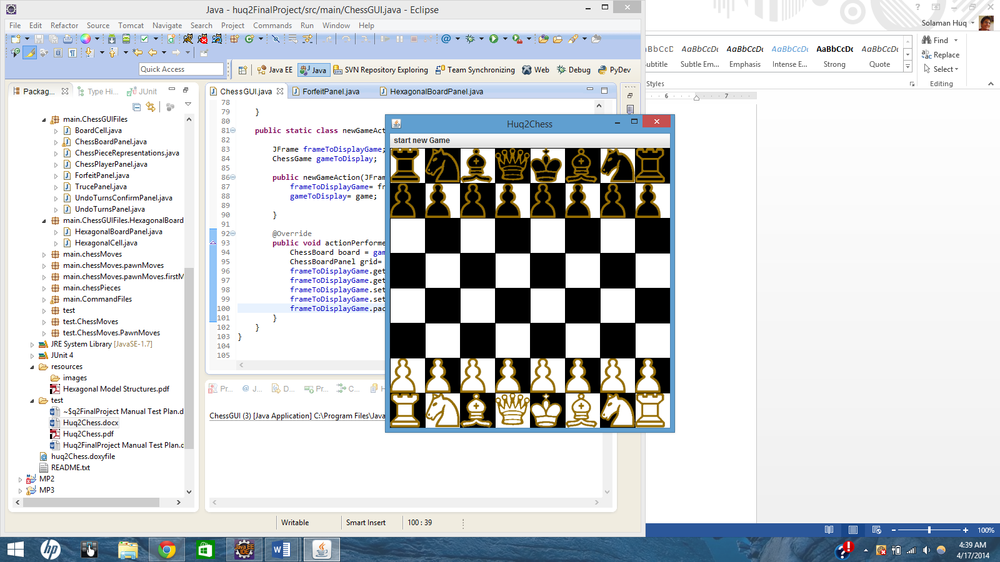 Java - huq2FinalProject/src/main/ChessGUI.java - Eclipse
File Edit Refactor Source Tomcat Navigate Search Project Commands Run Window Help
Quick Access
Java EE Java SVN Repository Exploring Team Synchronizing Web Debug PyDev
Packag... Type Hi... JUnit
main.ChessGUIFiles
BoardCell.java
ChessBoardPanel.java
ChessPieceRepresentations.java
ChessPlayerPanel.java
ForfeitPanel.java
TrucePanel.java
UndoTurnsConfirmPanel.java
UndoTurnsPanel.java
main.ChessGUIFiles.HexagonalBoard
HexagonalBoardPanel.java
HexagonalCell.java
main.chessMoves
main.chessMoves.pawnMoves
main.chessMoves.pawnMoves.firstM
main.chessPieces
main.CommandFiles
test
test.ChessMoves
test.ChessMoves.PawnMoves
JRE System Library [JavaSE-1.7]
JUnit 4
resources
images
Hexagonal Model Structures.pdf
test
~$q2FinalProject Manual Test Plan.d
Huq2Chess.docx
Huq2Chess.pdf
Huq2FinalProject Manual Test Plan.c
huq2Chess.doxyfile
README.txt
MP2
MP3
ChessGUI.java ForfeitPanel.java HexagonalBoardPanel.java
78
79 }
80
81 public static class newGameAct
82
83 JFrame frameToDisplayGame;
84 ChessGame gameToDisplay;
85
86 public newGameAction(JFram
87 frameToDisplayGame= fr
88 gameToDisplay= game;
89
90 }
91
92 @Override
93 public void actionPerforme
94 ChessBoard board = gam
95 ChessBoardPanel grid=
96 frameToDisplayGame.get
97 frameToDisplayGame.get
98 frameToDisplayGame.set
99 frameToDisplayGame.set
100 frameToDisplayGame.pac
101 }
102 }
103 }
104
105
Pr... @ J... D... Pr... C...
ChessGUI (3) [Java Application] C:\Program Files\Java
Writable Smart Insert 100 : 39
Huq2Chess
start new Game
Solaman Huq
AaBbCcDc AaBbCcDc AaBbCcDc AaBbCcDc AaBbCcDc
Subtle Em... Emphasis Intense E... Strong Quote
Styles
Find
Replace
Select
Editing
6 7
100%
hp
Java EE
IDE
4:39 AM
4/17/2014